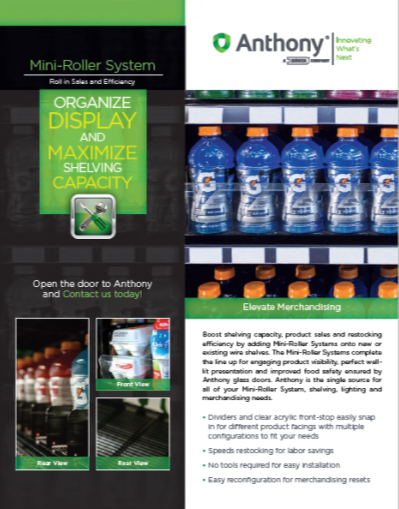 Mini-Roller System
Roll in Sales and Efficiency
ORGANIZE
DISPLAY
AND
MAXIMIZE
SHELVING
CAPACITY
Open the door to Anthony
and Contact us today!
Front View
Rear View
Rear View
Anthony®
A DOVER COMPANY
Innovating
What's
Next
Elevate Merchandising
Boost shelving capacity, product sales and restocking
efficiency by adding Mini-Roller Systems onto new or
existing wire shelves. The Mini-Roller Systems complete
the line up for engaging product visibility, perfect well-
lit presentation and improved food safety ensured by
Anthony glass doors. Anthony is the single source for
all of your Mini-Roller System, shelving, lighting and
merchandising needs.
• Dividers and clear acrylic front-stop easily snap
in for different product facings with multiple
configurations to fit your needs
• Speeds restocking for labor savings
• No tools required for easy installation
• Easy reconfiguration for merchandising resets